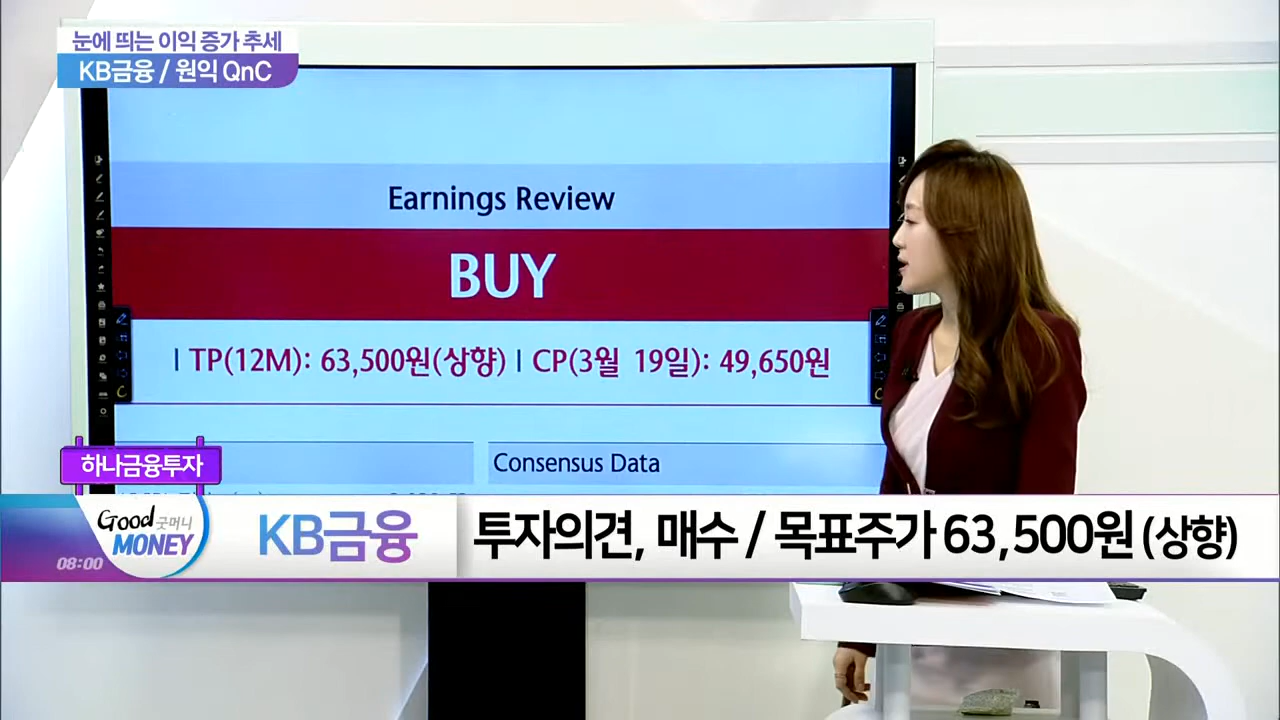 눈에 띄는 이익 증가 추세
KB금융 / 원익 QnC
Earnings Review
BUY
l TP(12M): 63,500원(상향) l CP(3월 19일): 49,650원
Consensus Data
하나금융투자
Good 굿머니
MONEY
08:00
KB금융
투자의견, 매수 / 목표주가 63,500원 (상향)